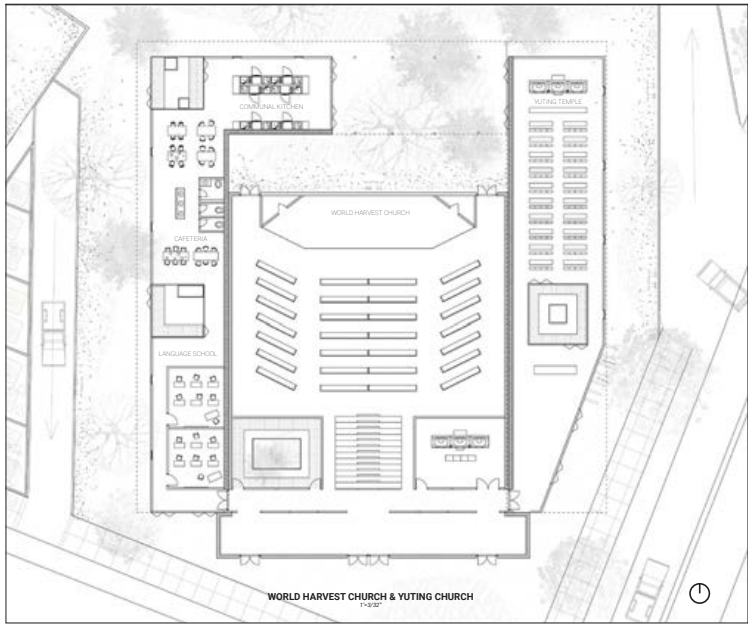 COMMUNAL KITCHEN
YUTING TEMPLE
WORLD HARVEST CHURCH
CAFETERIA
LANGUAGE SCHOOL
WORLD HARVEST CHURCH & YUTING CHURCH
1"=3/32"